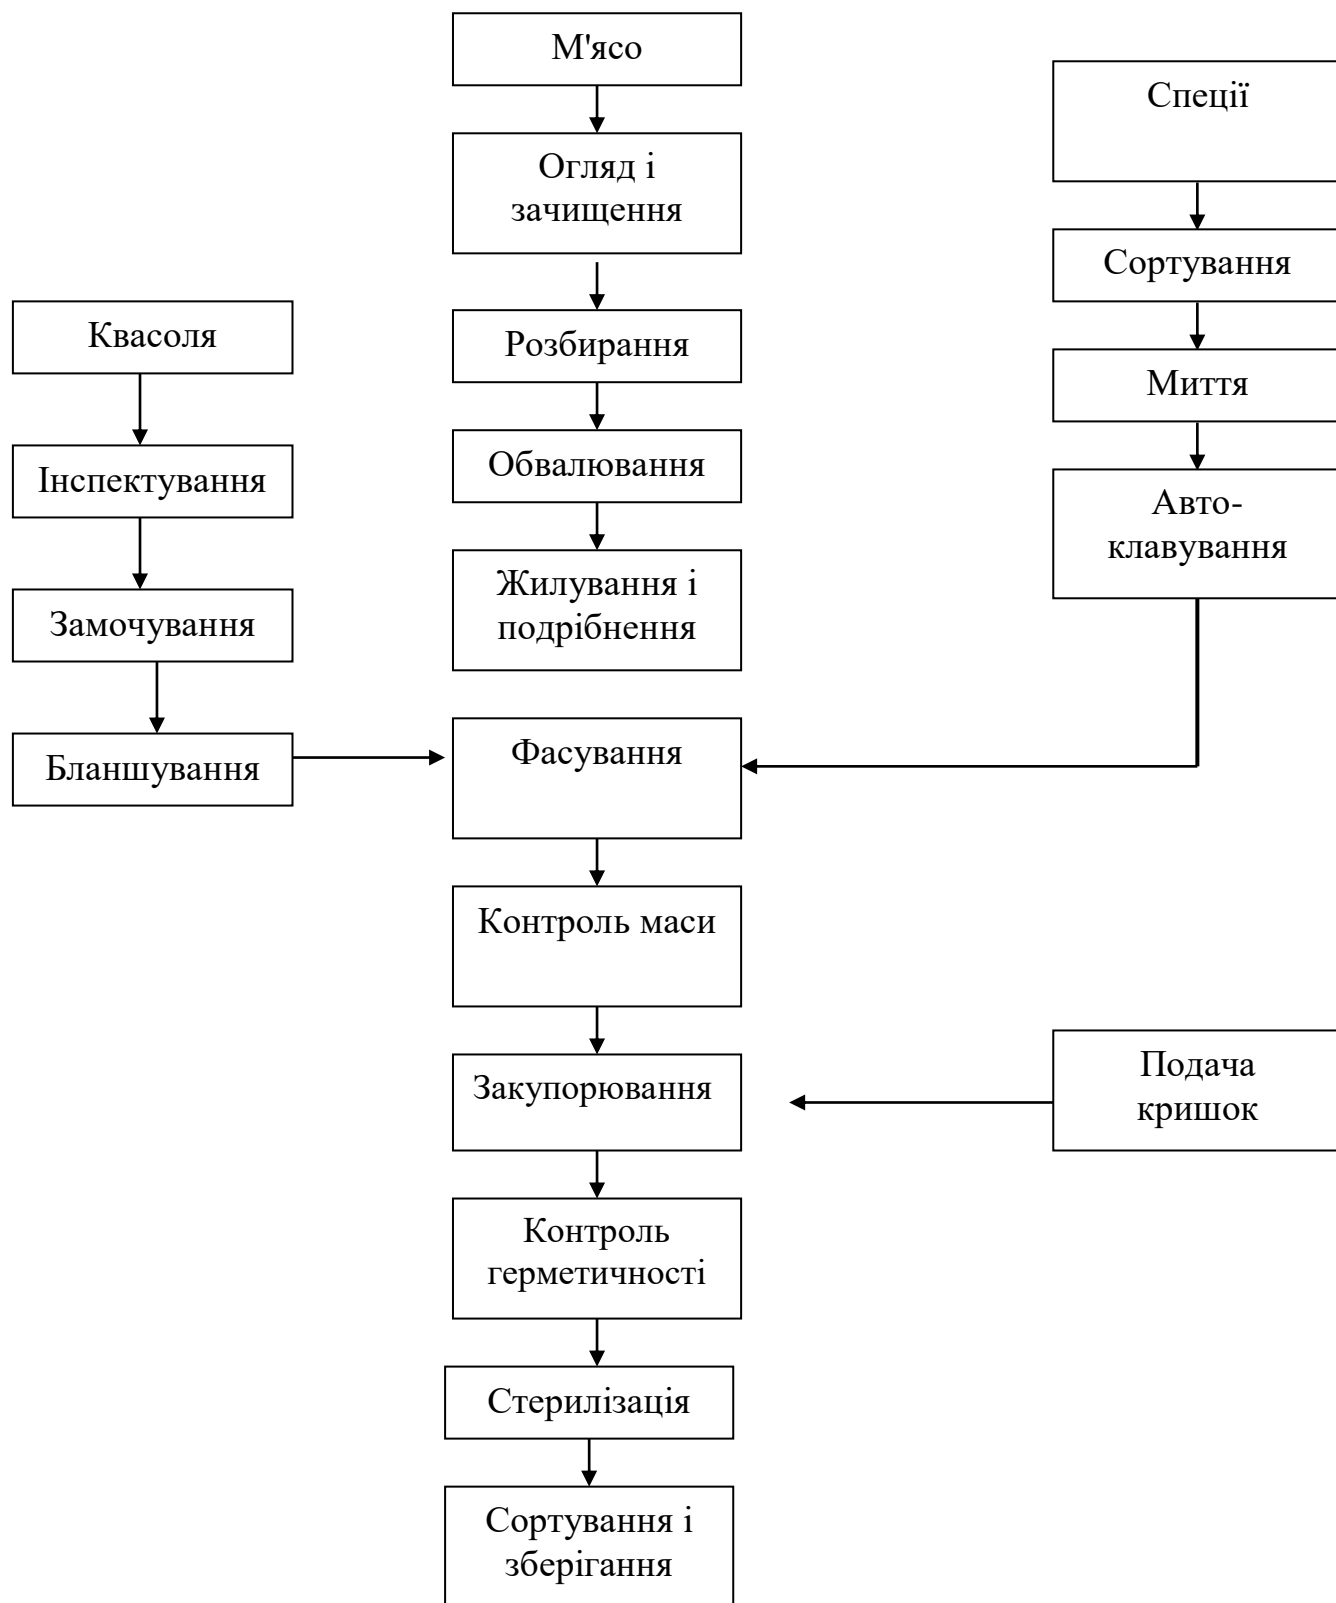 М'ясо
Спеції
Огляд і
зачищення
Сортування
Квасоля
Розбирання
Миття
Інспектування
Обвалювання
Авто-
клавування
Замочування
Жилування і
подрібнення
Бланшування
Фасування
Контроль маси
Закупорювання
Подача
кришок
Контроль
герметичності
Стерилізація
Сортування і
зберігання